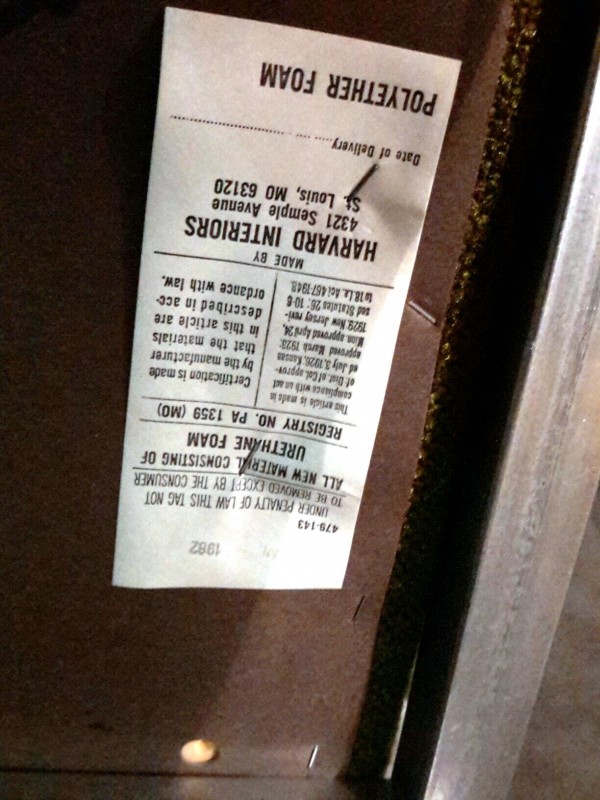 1982
479-143
UNDER PENALTY OF LAW THIS TAG NOT
TO BE REMOVED EXCEPT BY THE CONSUMER
ALL NEW MATERIAL CONSISTING OF
URETHANE FOAM
REGISTRY NO. PA 1359 (MO)
This article is made in
compliance with an act
of. Dist. of. Col. of. approv-
ed July 3, 1926, Kansas
approved March 1923;
Minn. approved April 24,
1929; New Jersey revi-
sed Statutes 26: 10-6
to 18 La. Act 467-1948.
Certification is made
by the manufacturer
that the materials
in this article are
described in acc-
ordance with law.
MADE BY
HARVARD INTERIORS
4321 Semple Avenue
St. Louis, MO 63120
Date of Delivery
POLYETHER FOAM